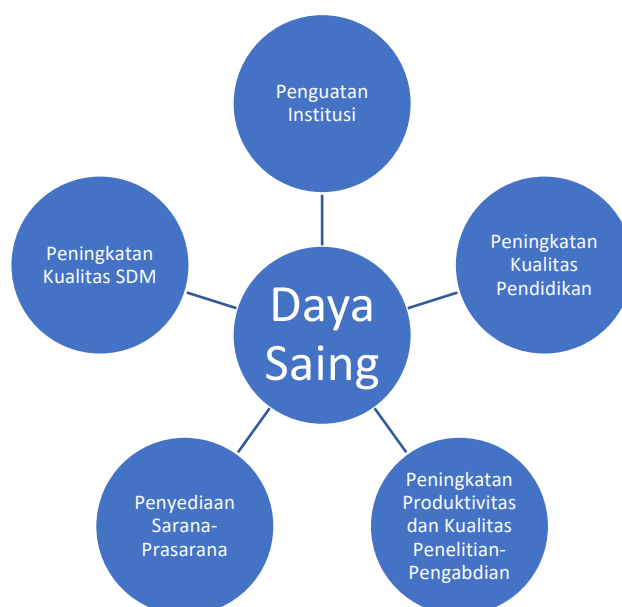 Penguatan
Institusi
Peningkatan
Kualitas SDM
Peningkatan
Kualitas
Pendidikan
Daya
Saing
Penyediaan
Sarana-
Prasarana
Peningkatan
Produktivitas
dan Kualitas
Penelitian-
Pengabdian